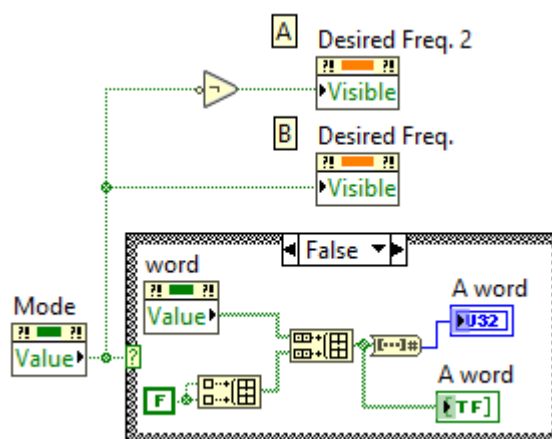 A
Desired Freq. 2
?! ?!
Visible
B
Desired Freq.
?! ?!
Visible
False
word
?! ?!
Value
Mode
?! ?!
Value
?
F
A word
U32
A word
TF
#